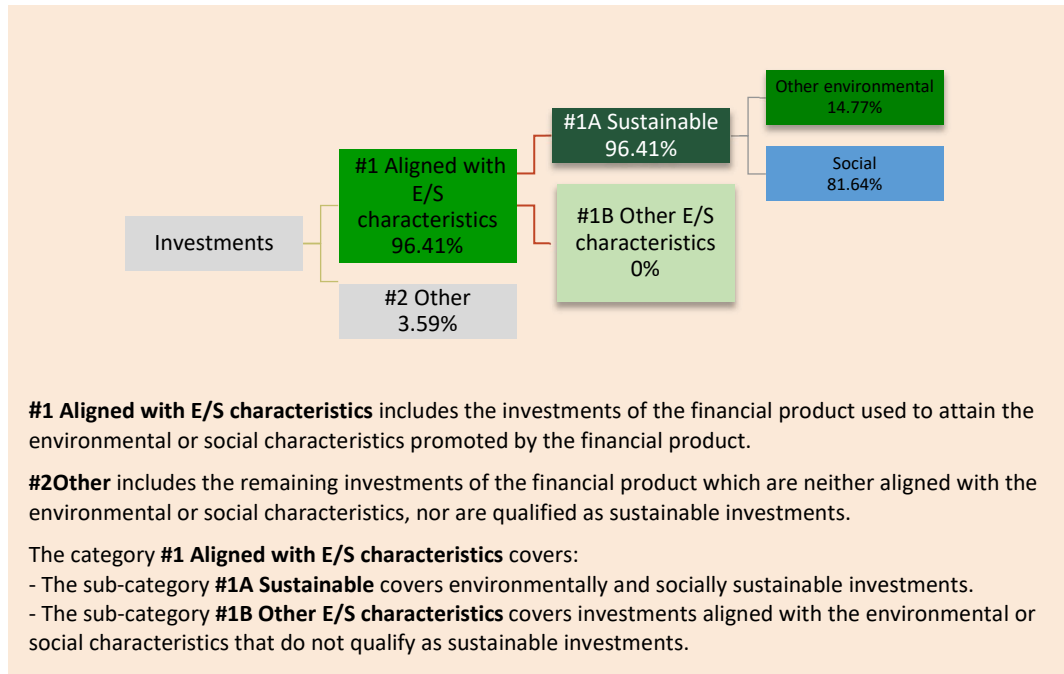 Other environmental
14.77%
#1A Sustainable
96.41%
Social
81.64%
#1 Aligned with
E/S
characteristics
96.41%
#1B Other E/S
characteristics
0%
Investments
#2 Other
3.59%
#1 Aligned with E/S characteristics includes the investments of the financial product used to attain the
environmental or social characteristics promoted by the financial product.
#2Other includes the remaining investments of the financial product which are neither aligned with the
environmental or social characteristics, nor are qualified as sustainable investments.
The category #1 Aligned with E/S characteristics covers:
- The sub-category #1A Sustainable covers environmentally and socially sustainable investments.
- The sub-category #1B Other E/S characteristics covers investments aligned with the environmental or
social characteristics that do not qualify as sustainable investments.